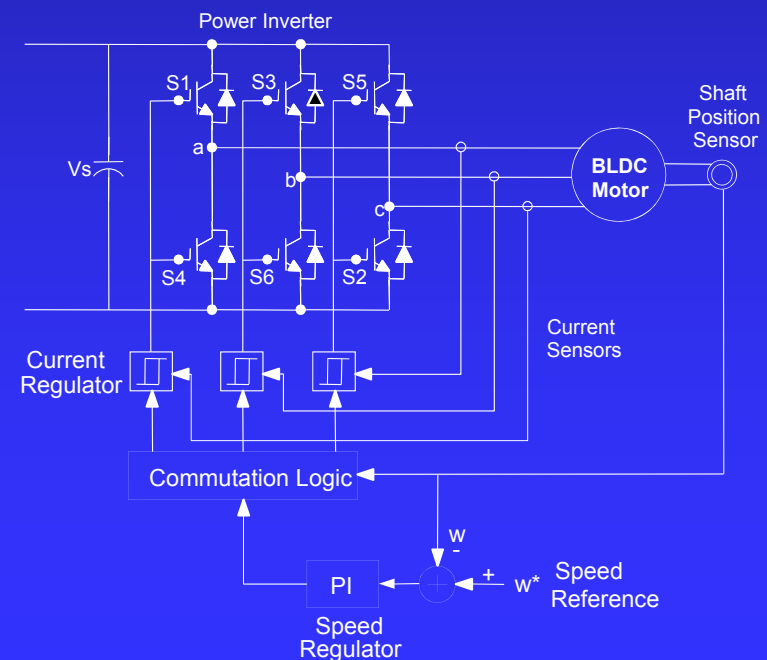 Power Inverter
S1
S3
S5
Shaft
Position
Sensor
Vs
a
BLDC
Motor
b
c
S4
S6
S2
Current
Sensors
Current
Regulator
Commutation Logic
w
-
+
w*
Speed
Reference
PI
Speed
Regulator